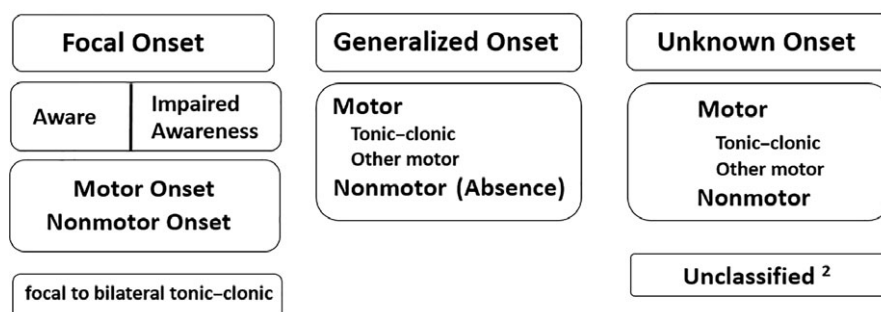 Focal Onset
Aware
Impaired
Awareness
Motor Onset
Nonmotor Onset
focal to bilateral tonic–clonic
Generalized Onset
Motor
Tonic–clonic
Other motor
Nonmotor (Absence)
Unknown Onset
Motor
Tonic–clonic
Other motor
Nonmotor
Unclassified ²